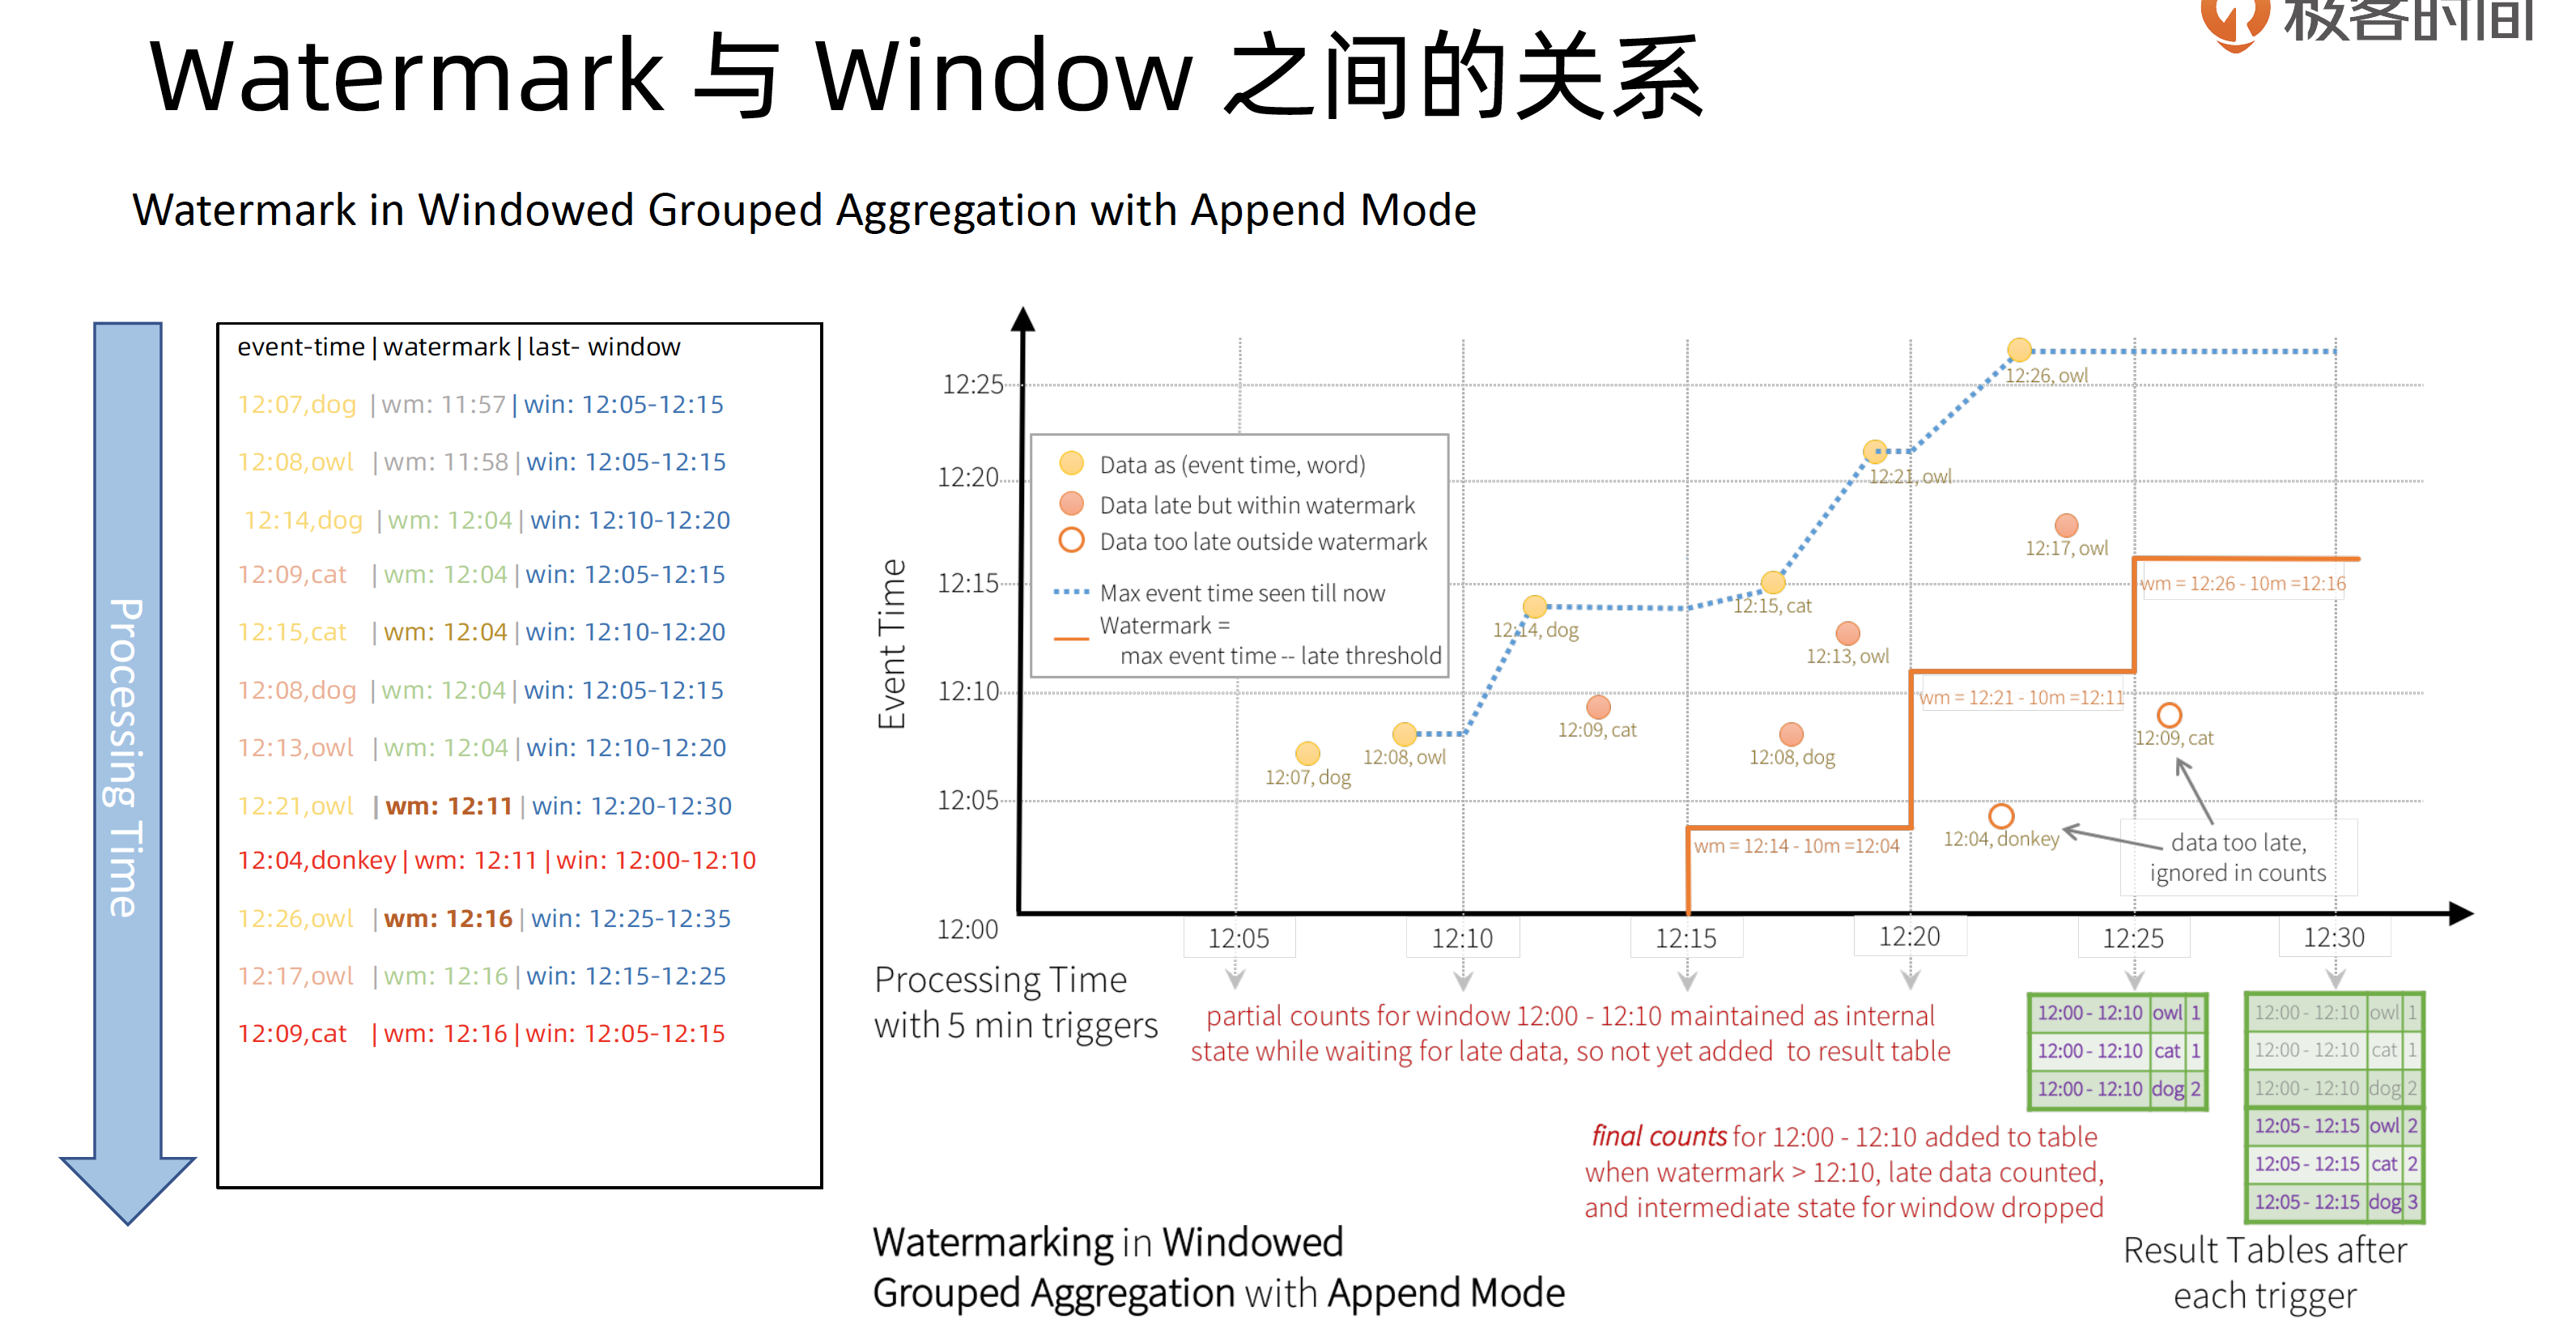 极客时间
Watermark 与 Window 之间的关系
Watermark in Windowed Grouped Aggregation with Append Mode
Processing Time
event-time | watermark | last- window
12:07,dog | wm: 11:57 | win: 12:05-12:15
12:08,owl | wm: 11:58 | win: 12:05-12:15
12:14,dog | wm: 12:04 | win: 12:10-12:20
12:09,cat | wm: 12:04 | win: 12:05-12:15
12:15,cat | wm: 12:04 | win: 12:10-12:20
12:08,dog | wm: 12:04 | win: 12:05-12:15
12:13,owl | wm: 12:04 | win: 12:10-12:20
12:21,owl | wm: 12:11 | win: 12:20-12:30
12:04,donkey | wm: 12:11 | win: 12:00-12:10
12:26,owl | wm: 12:16 | win: 12:25-12:35
12:17,owl | wm: 12:16 | win: 12:15-12:25
12:09,cat | wm: 12:16 | win: 12:05-12:15
Event Time
12:25
12:20
12:15
12:10
12:05
12:00
Data as (event time, word)
Data late but within watermark
Data too late outside watermark
Max event time seen till now
Watermark =
max event time -- late threshold
12:07, dog
12:08, owl
12:14, dog
12:09, cat
12:15, cat
12:08, dog
12:13, owl
12:21, owl
12:26, owl
12:17, owl
12:04, donkey
12:09, cat
wm = 12:14 - 10m =12:04
wm = 12:21 - 10m =12:11
wm = 12:26 - 10m =12:16
data too late,
ignored in counts
12:05
12:10
12:15
12:20
12:25
12:30
Processing Time
with 5 min triggers
partial counts for window 12:00 - 12:10 maintained as internal
state while waiting for late data, so not yet added to result table
final counts for 12:00 - 12:10 added to table
when watermark > 12:10, late data counted,
and intermediate state for window dropped
12:00 - 12:10 owl 1
12:00 - 12:10 cat 1
12:00 - 12:10 dog 2
12:00 - 12:10 owl 1
12:00 - 12:10 cat 1
12:00 - 12:10 dog 2
12:05 - 12:15 owl 2
12:05 - 12:15 cat 2
12:05 - 12:15 dog 3
Result Tables after
each trigger
Watermarking in Windowed
Grouped Aggregation with Append Mode